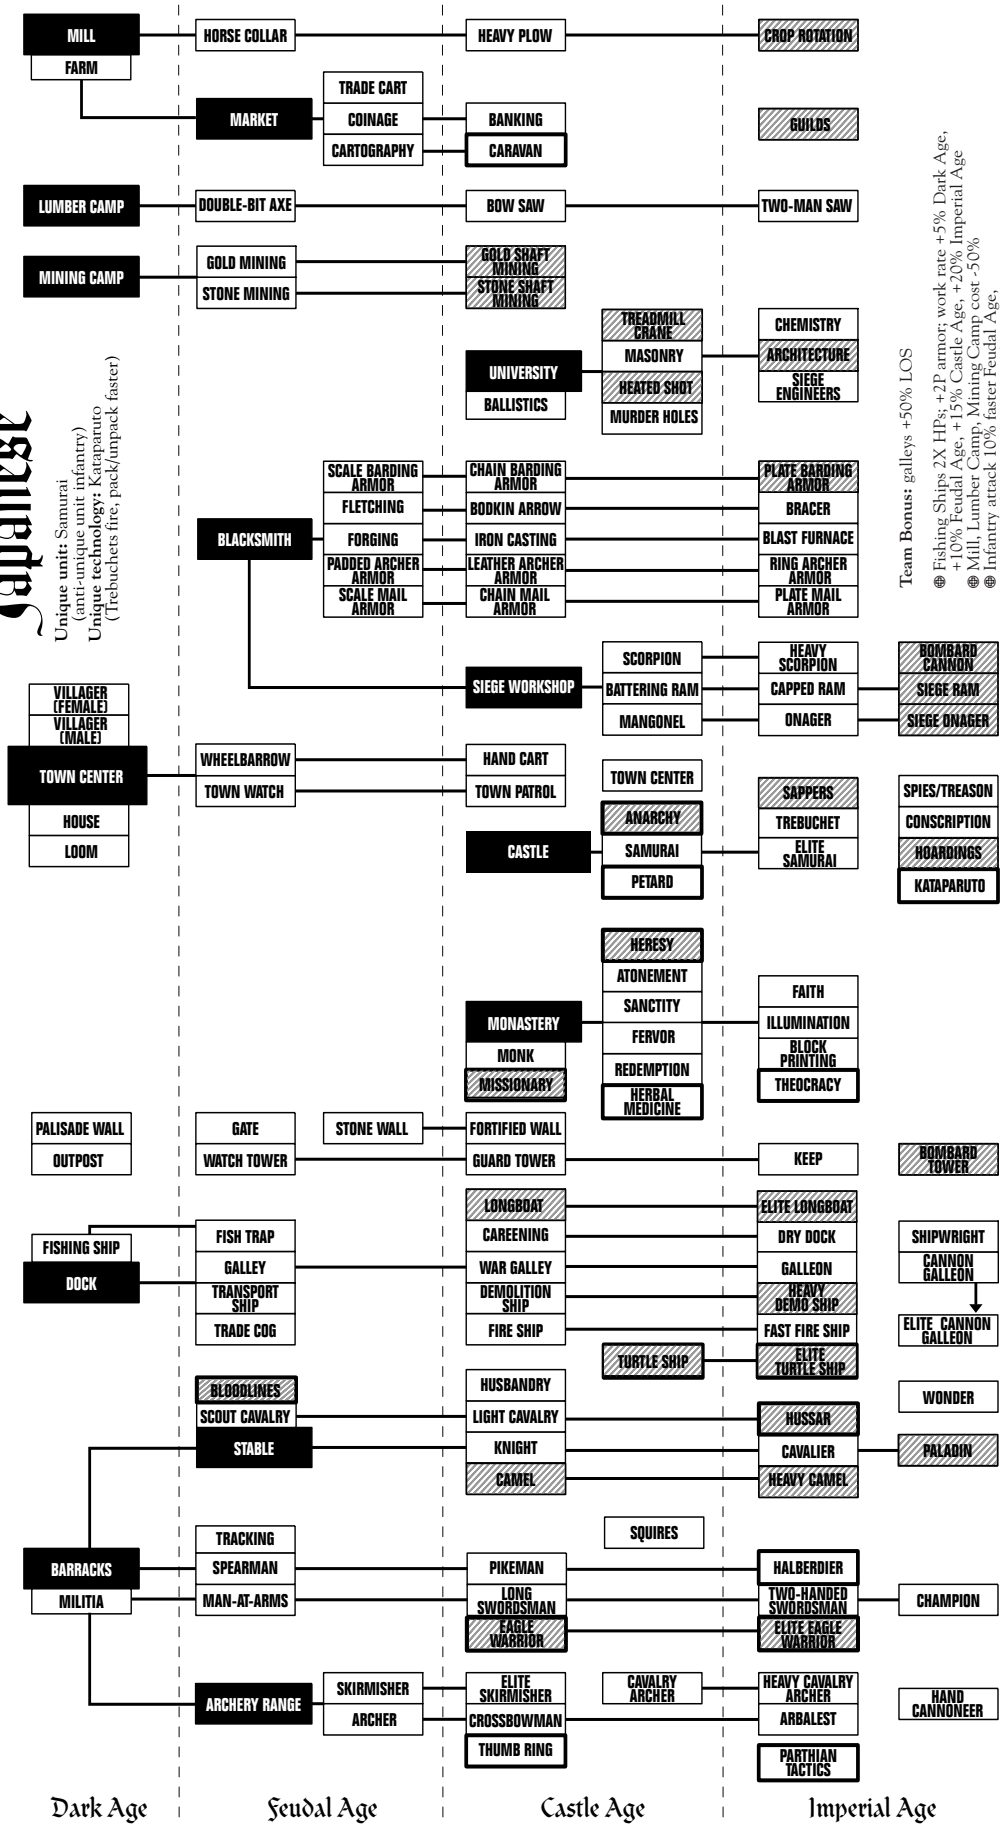 Japanese
Unique unit: Samurai
(anti-unique unit infantry)
Unique technology: Kataparuto
(Trebuchets fire, pack/unpack faster)
Team Bonus: galleys +50% LOS
Fishing Ships 2X HPs; +2P armor; work rate +5% Dark Age,
+10% Feudal Age, +15% Castle Age, +20% Imperial Age
Mill, Lumber Camp, Mining Camp cost -50%
Infantry attack 10% faster Feudal Age,
MILL
FARM
HORSE COLLAR
HEAVY PLOW
CROP ROTATION
MARKET
TRADE CART
COINAGE
CARTOGRAPHY
BANKING
CARAVAN
GUILDS
LUMBER CAMP
DOUBLE-BIT AXE
BOW SAW
TWO-MAN SAW
MINING CAMP
GOLD MINING
STONE MINING
GOLD SHAFT
MINING
STONE SHAFT
MINING
UNIVERSITY
BALLISTICS
TREADMILL
CRANE
MASONRY
HEATED SHOT
MURDER HOLES
CHEMISTRY
ARCHITECTURE
SIEGE
ENGINEERS
BLACKSMITH
SCALE BARDING
ARMOR
FLETCHING
FORGING
PADDED ARCHER
ARMOR
SCALE MAIL
ARMOR
CHAIN BARDING
ARMOR
BODKIN ARROW
IRON CASTING
LEATHER ARCHER
ARMOR
CHAIN MAIL
ARMOR
PLATE BARDING
ARMOR
BRACER
BLAST FURNACE
RING ARCHER
ARMOR
PLATE MAIL
ARMOR
SIEGE WORKSHOP
SCORPION
BATTERING RAM
MANGONEL
HEAVY
SCORPION
CAPPED RAM
ONAGER
BOMBARD
CANNON
SIEGE RAM
SIEGE ONAGER
VILLAGER
(FEMALE)
VILLAGER
(MALE)
TOWN CENTER
HOUSE
LOOM
WHEELBARROW
TOWN WATCH
HAND CART
TOWN PATROL
TOWN CENTER
CASTLE
ANARCHY
SAMURAI
PETARD
SAPPERS
TREBUCHET
ELITE
SAMURAI
SPIES/TREASON
CONSCRIPTION
HOARDINGS
KATAPARUTO
MONASTERY
MONK
MISSIONARY
HERESY
ATONEMENT
SANCTITY
FERVOR
REDEMPTION
HERBAL
MEDICINE
FAITH
ILLUMINATION
BLOCK
PRINTING
THEOCRACY
PALISADE WALL
OUTPOST
GATE
WATCH TOWER
STONE WALL
FORTIFIED WALL
GUARD TOWER
KEEP
BOMBARD
TOWER
FISHING SHIP
DOCK
FISH TRAP
GALLEY
TRANSPORT
SHIP
TRADE COG
LONGBOAT
CAREENING
WAR GALLEY
DEMOLITION
SHIP
FIRE SHIP
TURTLE SHIP
ELITE LONGBOAT
DRY DOCK
GALLEON
HEAVY
DEMO SHIP
FAST FIRE SHIP
ELITE
TURTLE SHIP
SHIPWRIGHT
CANNON
GALLEON
ELITE CANNON
GALLEON
WONDER
BLOODLINES
SCOUT CAVALRY
STABLE
HUSBANDRY
LIGHT CAVALRY
KNIGHT
CAMEL
HUSSAR
CAVALIER
HEAVY CAMEL
PALADIN
BARRACKS
MILITIA
TRACKING
SPEARMAN
MAN-AT-ARMS
SQUIRES
PIKEMAN
LONG
SWORDSMAN
EAGLE
WARRIOR
HALBERDIER
TWO-HANDED
SWORDSMAN
ELITE EAGLE
WARRIOR
CHAMPION
ARCHERY RANGE
SKIRMISHER
ARCHER
ELITE
SKIRMISHER
CROSSBOWMAN
THUMB RING
CAVALRY
ARCHER
HEAVY CAVALRY
ARCHER
ARBALEST
PARTHIAN
TACTICS
HAND
CANNONEER
Dark Age
Feudal Age
Castle Age
Imperial Age